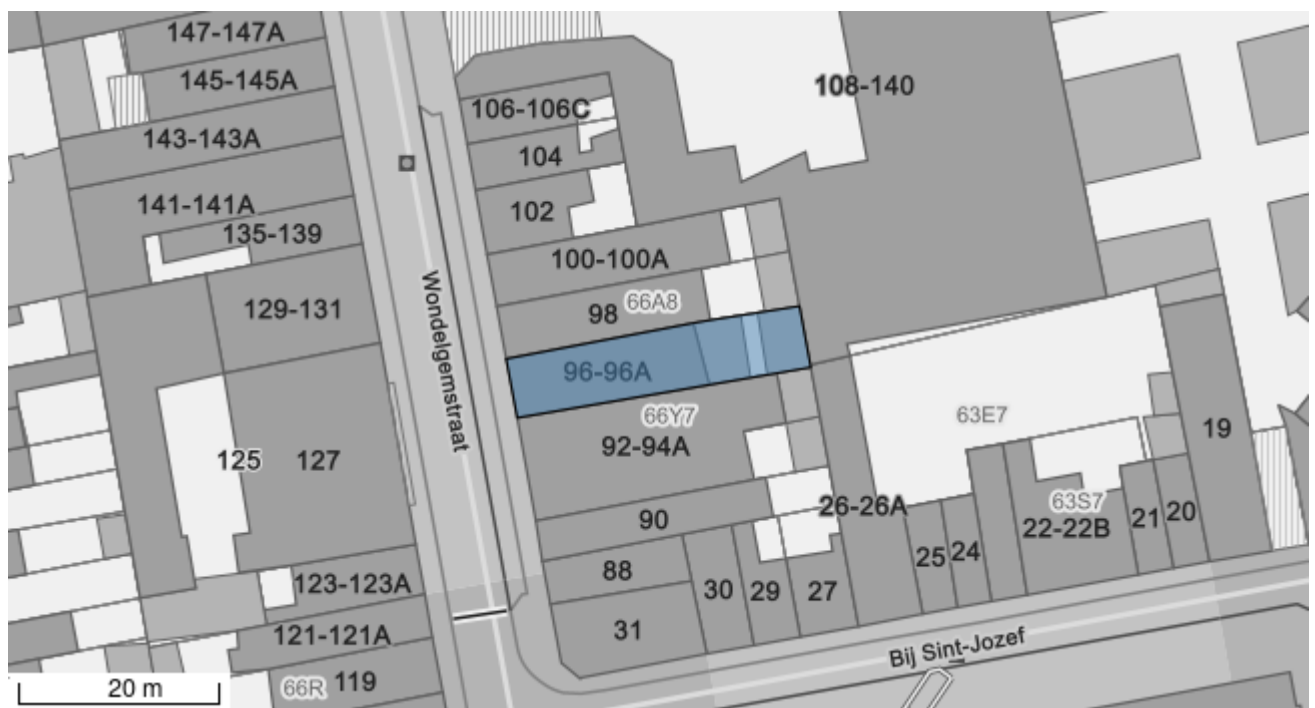 147-147A
145-145A
143-143A
141-141A
135-139
129-131
125
127
123-123A
121-121A
66R
119
20 m
Wondelgemstraat
108-140
106-106C
104
102
100-100A
66A8
98
96-96A
66Y7
92-94A
90
88
31
30
29
27
26-26A
25
24
63E7
63S7
22-22B
21
20
19
Bij Sint-Jozef